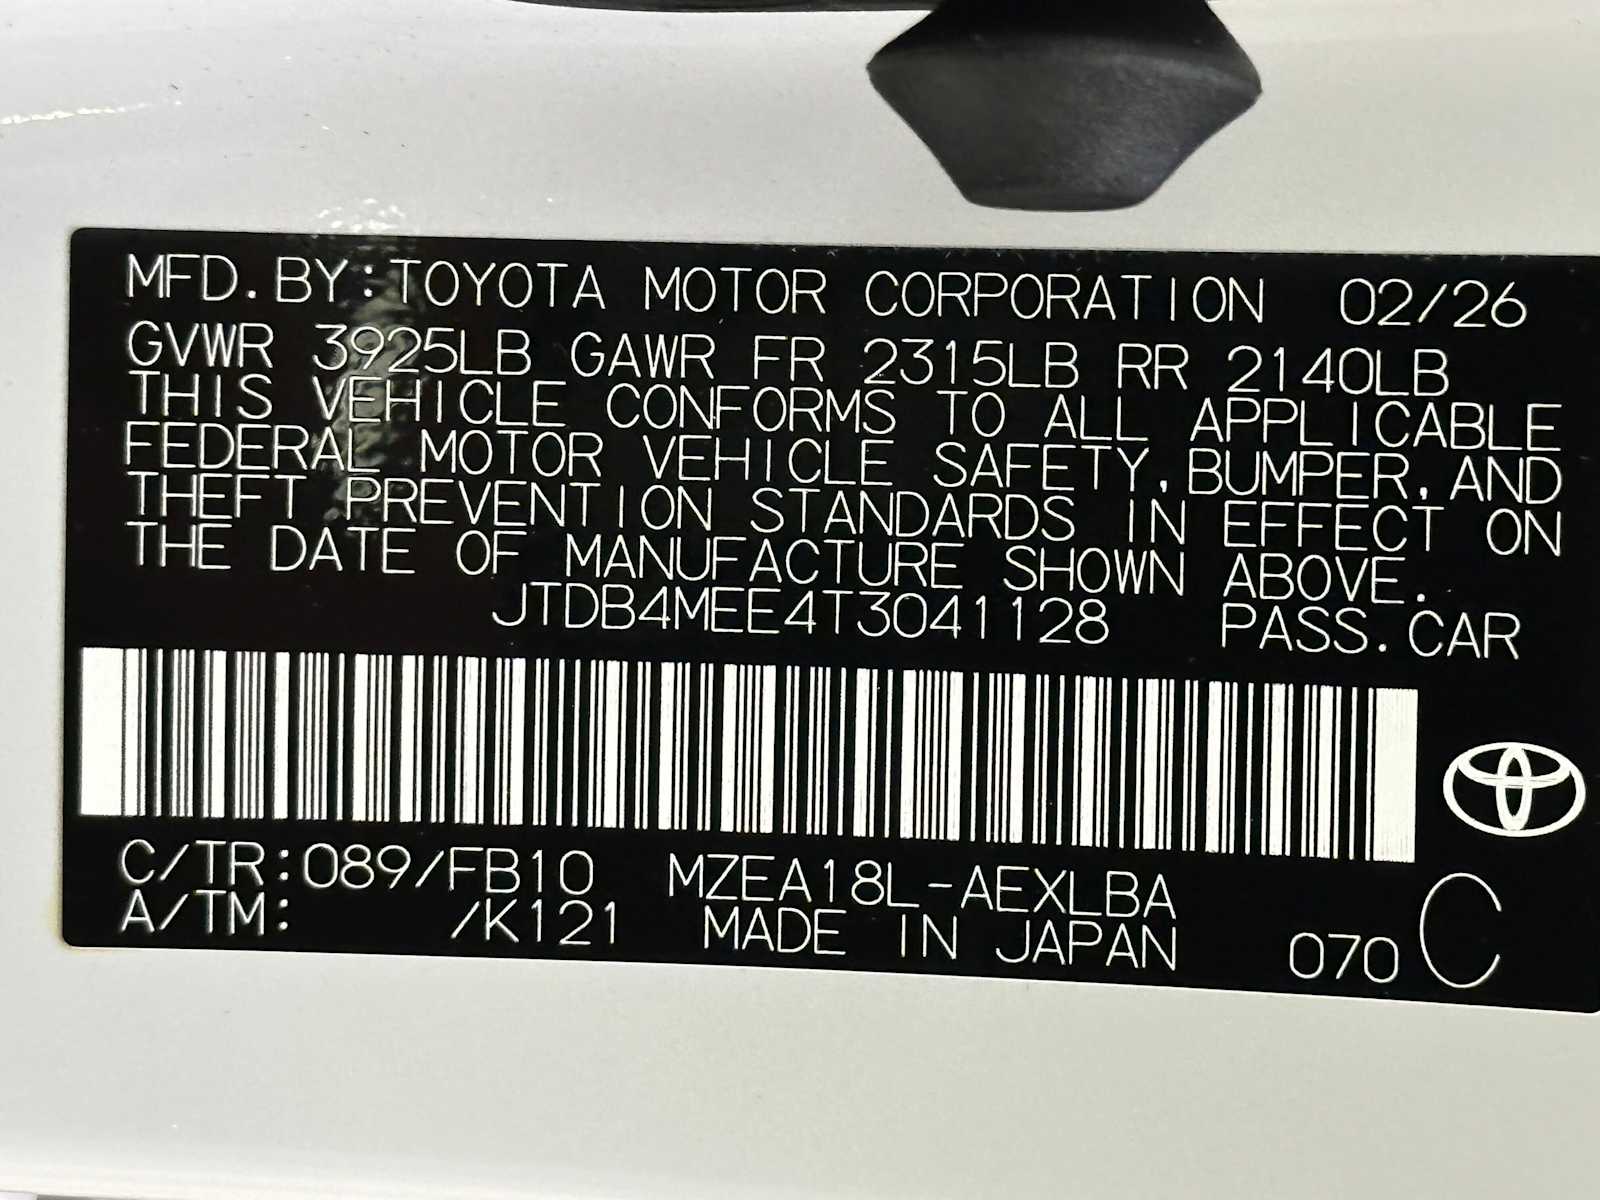 MFD. BY: TOYOTA MOTOR CORPORATION 02/26
GVWR 3925LB GAWR FR 2315LB RR 2140LB
THIS VEHICLE CONFORMS TO ALL APPLICABLE
FEDERAL MOTOR VEHICLE SAFETY, BUMPER, AND
THEFT PREVENTION STANDARDS IN EFFECT ON
THE DATE OF MANUFACTURE SHOWN ABOVE.
JTDB4MEE4T3041128 PASS. CAR
C/TR: 089/FB10 MZEA18L-AEXLBA
A/TM: /K121 MADE IN JAPAN 070 C